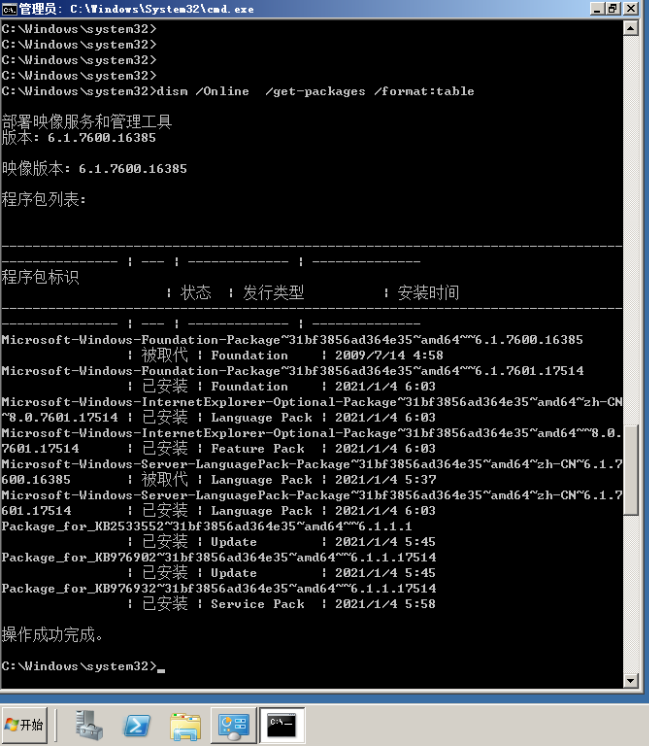 管理员: C:\Windows\System32\cmd.exe
C:\Windows\system32>
C:\Windows\system32>
C:\Windows\system32>
C:\Windows\system32>
C:\Windows\system32>dism /Online  /get-packages /format:table
部署映像服务和管理工具
版本: 6.1.7600.16385
映像版本: 6.1.7600.16385
程序包列表:
--------------------------------------------------------------------------------
--------------- | --- | ------------- | --------------
程序包标识
| 状态  | 发行类型          | 安装时间
--------------------------------------------------------------------------------
--------------- | --- | ------------- | --------------
Microsoft-Windows-Foundation-Package~31bf3856ad364e35~amd64~~6.1.7600.16385
| 被取代 | Foundation    | 2009/7/14 4:58
Microsoft-Windows-Foundation-Package~31bf3856ad364e35~amd64~~6.1.7601.17514
| 已安装 | Foundation    | 2021/1/4 6:03
Microsoft-Windows-InternetExplorer-Optional-Package~31bf3856ad364e35~amd64~zh-CN
~8.0.7601.17514 | 已安装 | Language Pack | 2021/1/4 6:03
Microsoft-Windows-InternetExplorer-Optional-Package~31bf3856ad364e35~amd64~~8.0.
7601.17514      | 已安装 | Feature Pack  | 2021/1/4 6:03
Microsoft-Windows-Server-LanguagePack-Package~31bf3856ad364e35~amd64~zh-CN~6.1.7
600.16385       | 被取代 | Language Pack | 2021/1/4 5:37
Microsoft-Windows-Server-LanguagePack-Package~31bf3856ad364e35~amd64~zh-CN~6.1.7
601.17514       | 已安装 | Language Pack | 2021/1/4 6:03
Package_for_KB2533552~31bf3856ad364e35~amd64~~6.1.1.1
| 已安装 | Update        | 2021/1/4 5:45
Package_for_KB976902~31bf3856ad364e35~amd64~~6.1.1.17514
| 已安装 | Update        | 2021/1/4 5:45
Package_for_KB976932~31bf3856ad364e35~amd64~~6.1.1.17514
| 已安装 | Service Pack  | 2021/1/4 5:58
操作成功完成。
C:\Windows\system32>_
开始